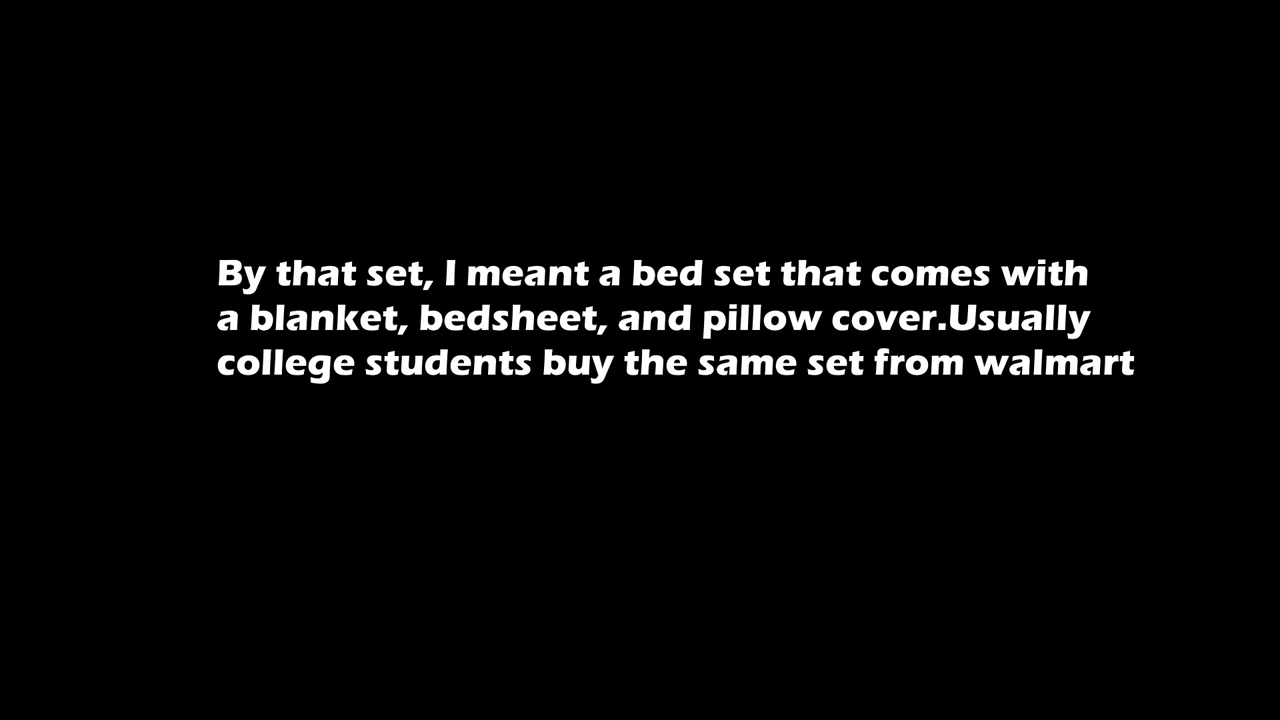 By that set, I meant a bed set that comes with
a blanket, bedsheet, and pillow cover.Usually
college students buy the same set from walmart